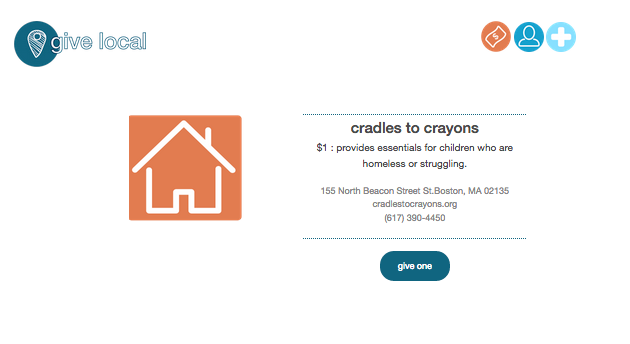 give local
$
cradles to crayons
$1 : provides essentials for children who are
homeless or struggling.
155 North Beacon Street St.Boston, MA 02135
cradlestocrayons.org
(617) 390-4450
give one